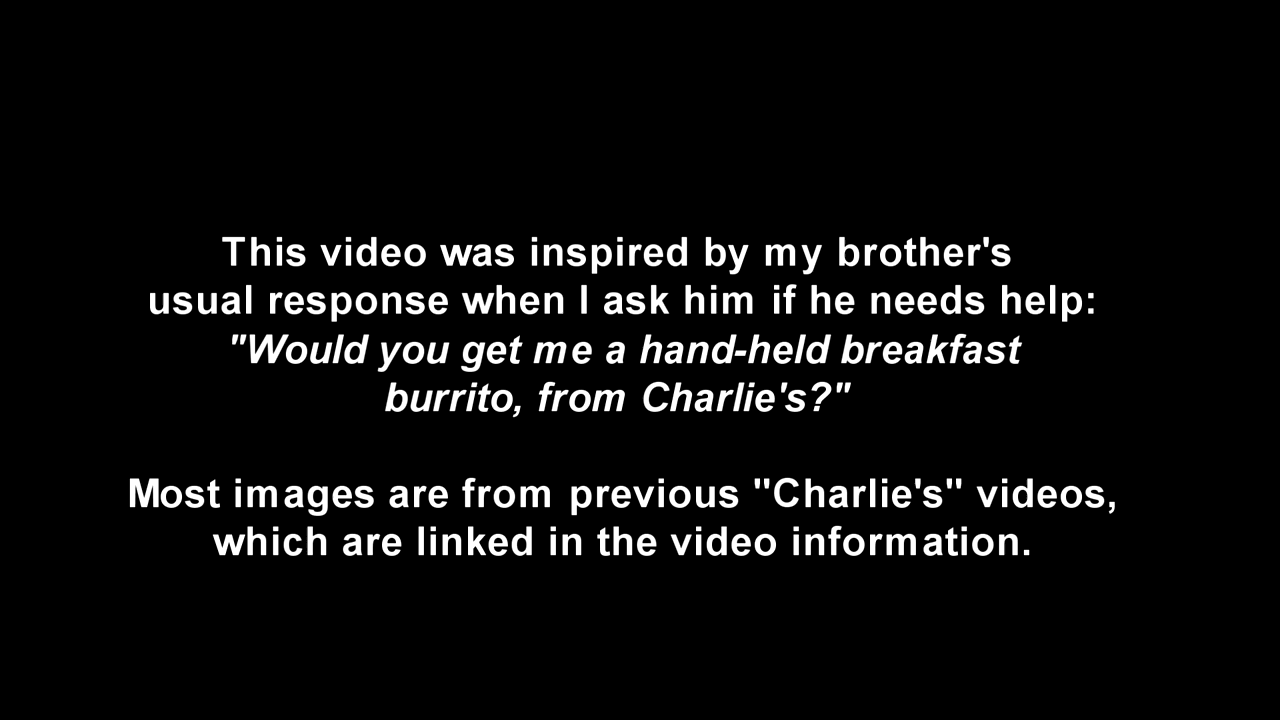 This video was inspired by my brother's
usual response when I ask him if he needs help:
"Would you get me a hand-held breakfast
burrito, from Charlie's?"
Most images are from previous "Charlie's" videos,
which are linked in the video information.